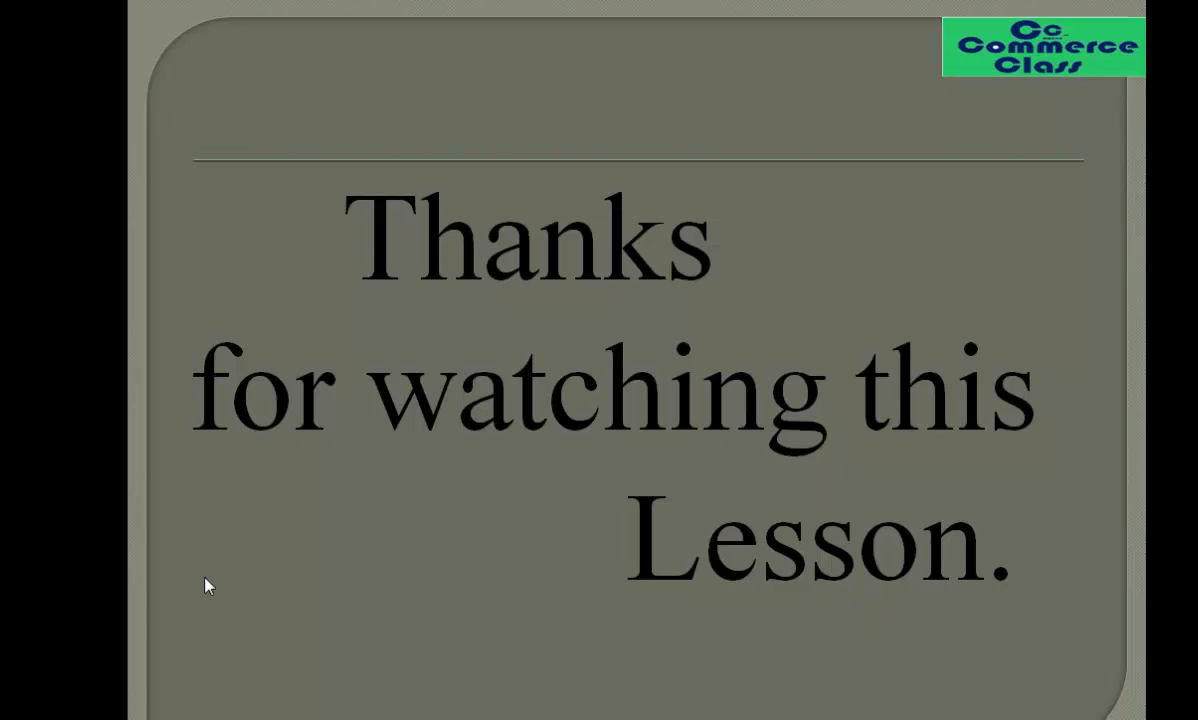 Cc
Commerce
Class
Thanks
for watching this
Lesson.